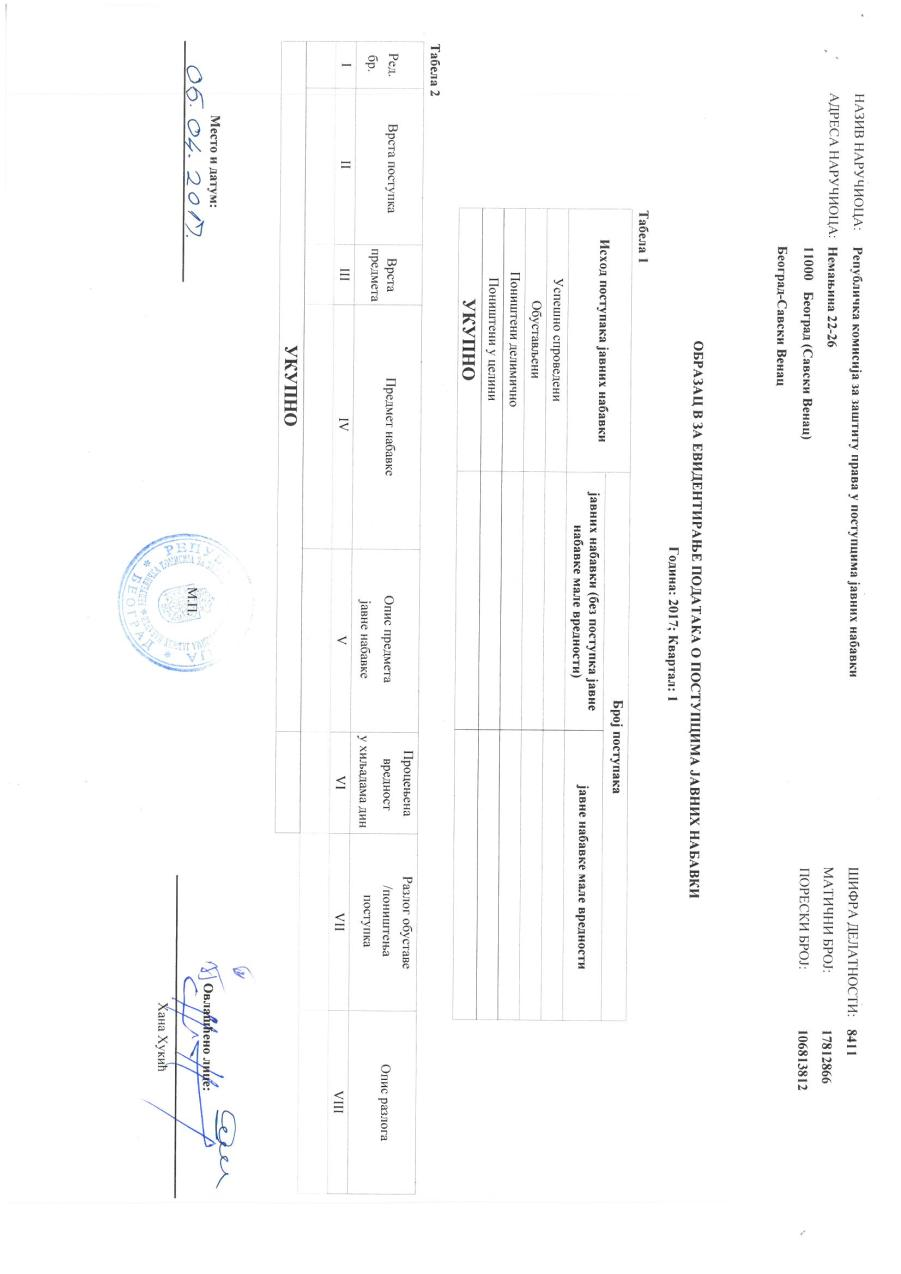 НАЗИВ НАРУЧИОЦА: Републичка комисија за заштиту права у поступцима јавних набавки
АДРЕСА НАРУЧИОЦА: Немањина 22-26
11000 Београд (Савски Венац)
Београд-Савски Венац
ШИФРА ДЕЛАТНОСТИ: 8411
МАТИЧНИ БРОЈ: 17812866
ПОРЕСКИ БРОЈ: 106813812
ОБРАЗАЦ В ЗА ЕВИДЕНТИРАЊЕ ПОДАТАКА О ПОСТУПЦИМА ЈАВНИХ НАБАВКИ
Година: 2017; Квартал: 1
Табела 1
Исход поступака јавних набавки
Број поступака
јавних набавки (без поступка јавне
набавке мале вредности)
јавне набавке мале вредности
Успешно спроведени
Обустављени
Поништени делимично
Поништени у целини
УКУПНО
Табела 2
Ред.
бр.
Врста поступка
Врста
предмета
Предмет набавке
Опис предмета
јавне набавке
Процењена
вредност
у хиљадама дин
Разлог обуставе
/поништења
поступка
Опис разлога
I II III IV V VI VII VIII
УКУПНО
Место и датум:
06.04.2017.
М.П.
БЕОГРАД
Овлашћено лице:
Хана Хукић